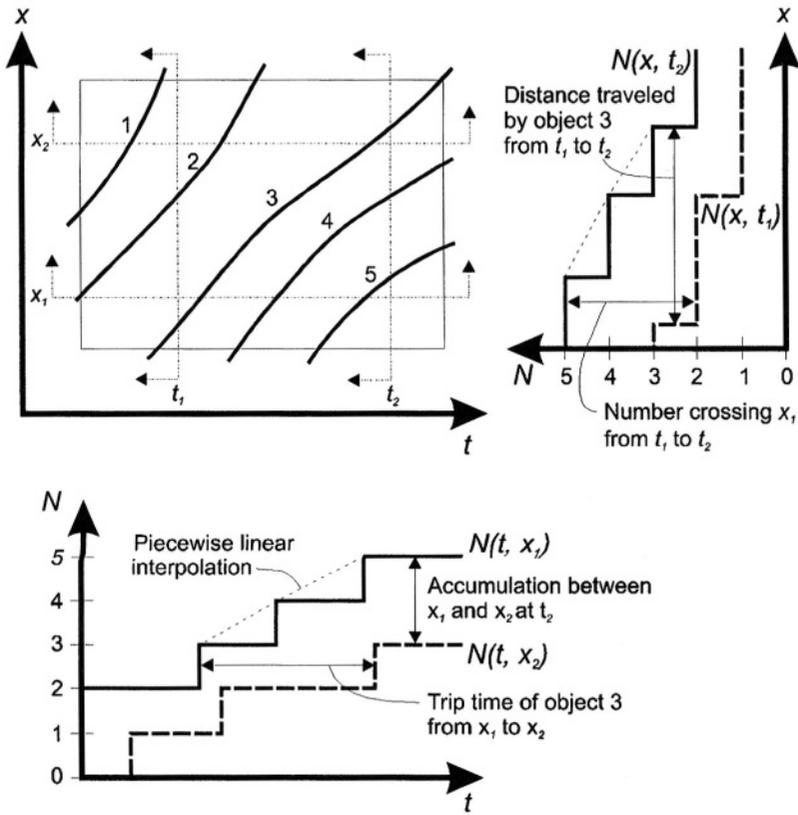 x
1
2
3
4
5
x₂
x₁
t₁
t₂
t
x
N(x, t₂)
Distance traveled
by object 3
from t₁ to t₂
N(x, t₁)
N
5 4 3 2 1 0
Number crossing x₁
from t₁ to t₂
N
5
4
3
2
1
0
Piecewise linear
interpolation
N(t, x₁)
Accumulation between
x₁ and x₂ at t₂
N(t, x₂)
Trip time of object 3
from x₁ to x₂
t